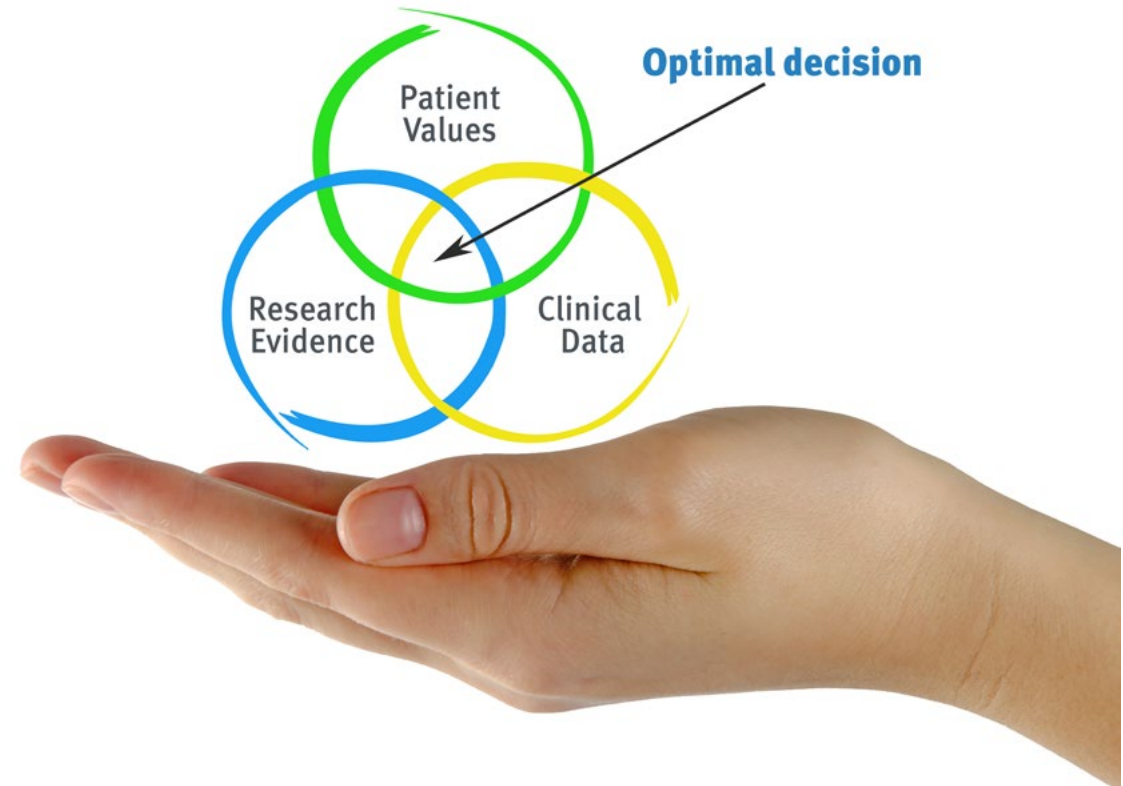 Optimal decision
Patient
Values
Research
Evidence
Clinical
Data